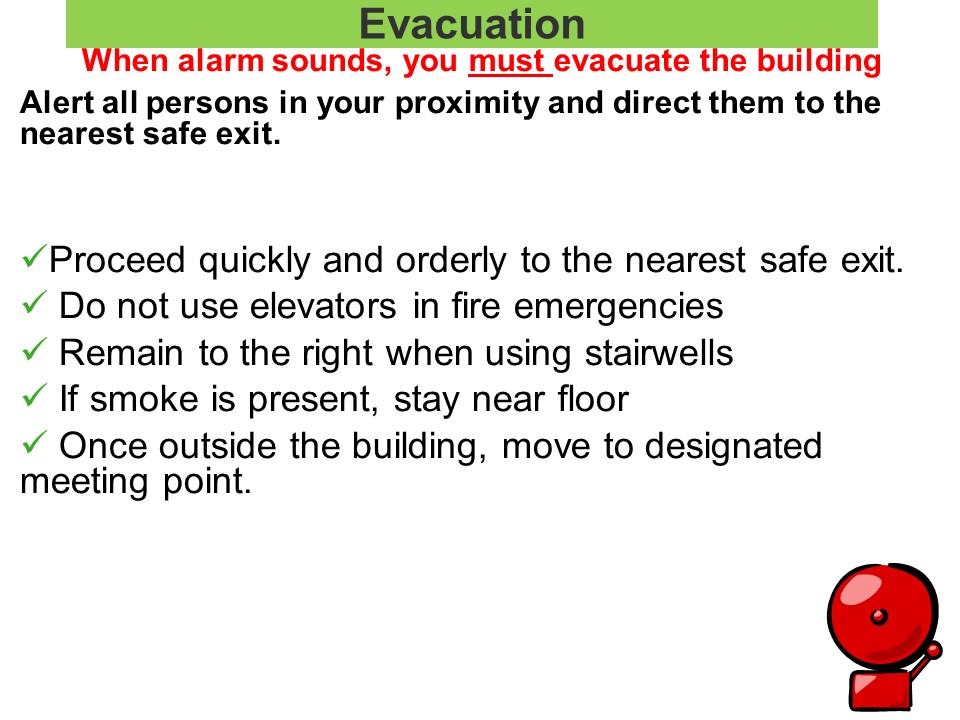 Evacuation
When alarm sounds, you must evacuate the building
Alert all persons in your proximity and direct them to the
nearest safe exit.
✓Proceed quickly and orderly to the nearest safe exit.
✓ Do not use elevators in fire emergencies
✓ Remain to the right when using stairwells
✓ If smoke is present, stay near floor
✓ Once outside the building, move to designated
meeting point.